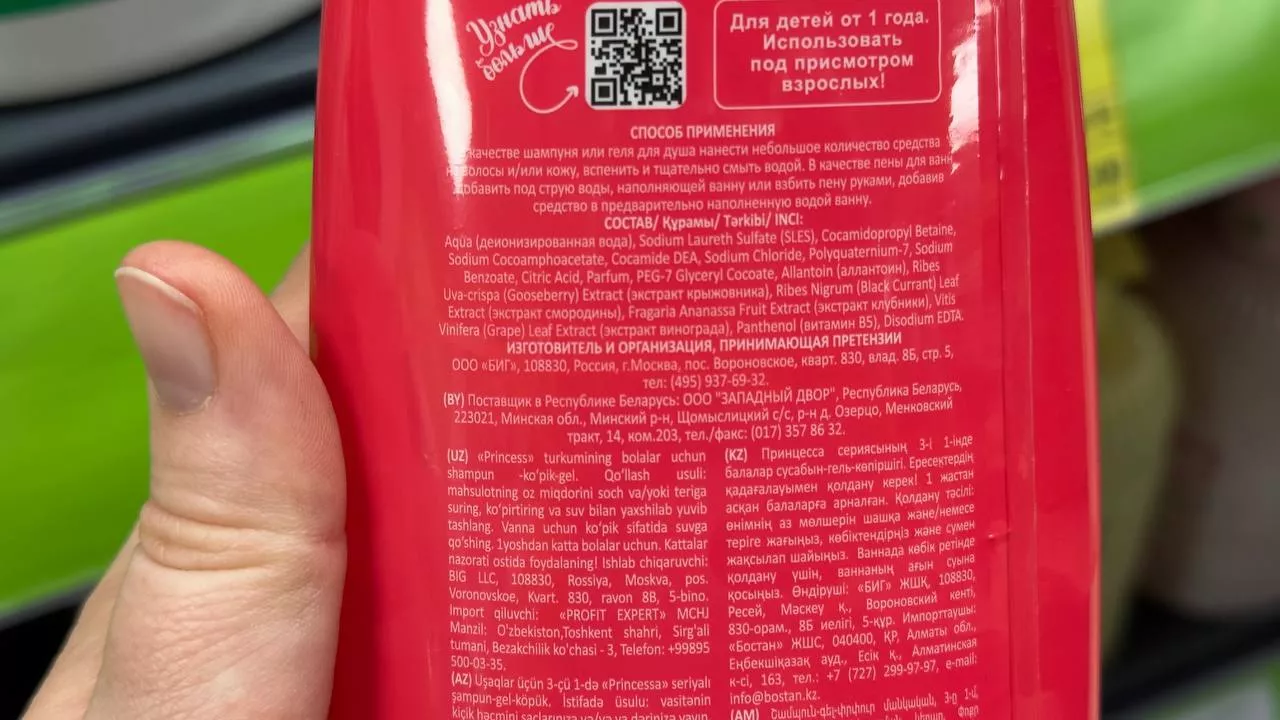 Узнать
больше
Для детей от 1 года.
Использовать
под присмотром
взрослых!
СПОСОБ ПРИМЕНЕНИЯ
качестве шампуня или геля для душа нанести небольшое количество средства
волосы и/или кожу, вспенить и тщательно смыть водой. В качестве пены для ванн
добавить под струю воды, наполняющей ванну или взбить пену руками, добавив
средство в предварительно наполненную водой ванну.
СОСТАВ/ Құрамы/ Tərkibi/ INCI:
Aqua (деионизированная вода), Sodium Laureth Sulfate (SLES), Cocamidopropyl Betaine,
Sodium Cocoamphoacetate, Cocamide DEA, Sodium Chloride, Polyquaternium-7, Sodium
Benzoate, Citric Acid, Parfum, PEG-7 Glyceryl Cocoate, Allantoin (аллантоин), Ribes
Uva-crispa (Gooseberry) Extract (экстракт крыжовника), Ribes Nigrum (Black Currant) Leaf
Extract (экстракт смородины), Fragaria Ananassa Fruit Extract (экстракт клубники), Vitis
Vinifera (Grape) Leaf Extract (экстракт винограда), Panthenol (витамин B5), Disodium EDTA.
ИЗГОТОВИТЕЛЬ И ОРГАНИЗАЦИЯ, ПРИНИМАЮЩАЯ ПРЕТЕНЗИИ
ООО «БИГ», 108830, Россия, г.Москва, пос. Вороновское, кварт. 830, влад. 8Б, стр. 5,
тел: (495) 937-69-32.
(BY) Поставщик в Республике Беларусь: ООО "ЗАПАДНЫЙ ДВОР", Республика Беларусь,
223021, Минская обл., Минский р-н, Щомыслицкий с/с, р-н д. Озерцо, Менковский
тракт, 14, ком.203, тел./факс: (017) 357 86 32.
(UZ) «Princess» turkumining bolalar uchun
shampun -ko'pik-gel. Qo'llash usuli:
mahsulotning oz miqdorini soch va/yoki teriga
suring, ko'pirtiring va suv bilan yaxshilab yuvib
tashlang. Vanna uchun ko'pik sifatida suvga
qo'shing. 1yoshdan katta bolalar uchun. Kattalar
nazorati ostida foydalaning! Ishlab chiqaruvchi:
BIG LLC, 108830, Rossiya, Moskva, pos.
Voronovskoe, Kvart. 830, ravon 8B, 5-bino.
Import qiluvchi: «PROFIT EXPERT» MCHJ
Manzil: O'zbekiston,Toshkent shahri, Sirg'ali
tumani, Bezakchilik ko'chasi - 3, Telefon: +99895
500-03-35.
(AZ) Uşaqlar üçün 3-çü 1-də «Princessa» seriyalı
şampun-gel-köpük. İstifadə üsulu: vasitənin
kiçik həcmini saçlarınıza və/və ya dərinizə yayın
(KZ) Принцесса сериясының 3-і 1-інде
балалар сусабын-гель-көпіршігі. Ересектердің
қадағалауымен қолдану керек! 1 жастан
асқан балаларға арналған. Қолдану тәсілі:
өнімнің аз мөлшерін шашқа және/немесе
теріге жағыңыз, көбіктендірңіз және сумен
жақсылап шайыңыз. Ваннада көбік ретінде
қолдану үшін, ваннаның ағын суына
қосыңыз. Өндіруші: «БИГ» ЖШҚ, 108830,
Ресей, Мәскеу қ., Вороновский кенті,
830-орам., 8Б иелігі, 5-құр. Импорттаушы:
«Бостан» ЖШС, 040400, ҚР, Алматы обл.,
Еңбекшіқазақ ауд., Есік қ., Алматинская
к-сі, 163, тел.: +7 (727) 299-97-97, e-mail:
info@bostan.kz.
(AM) Շամպուն-գել-փրփուր մանկական, 3-ը 1-ում